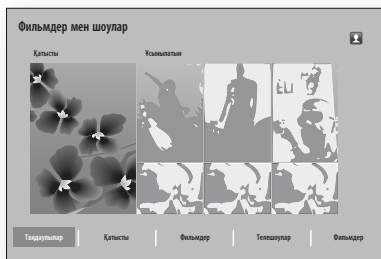 Фильмдер мен шоулар
Қатысты Ұсынылатын
Таңдаулылар Қатысты Фильмдер Телешоулар Фильмдер